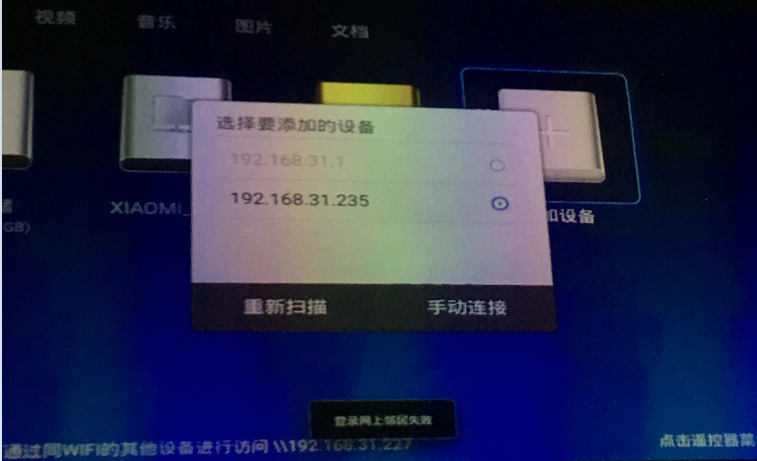 视频 音乐 图片 文档
选择要添加的设备
192.168.31.1
192.168.31.235
XIAOMI_
加设备
GB)
重新扫描 手动连接
登录网上邻居失败
通过同WIFI的其他设备进行访问 \\192.168.31.227
点击遥控器菜